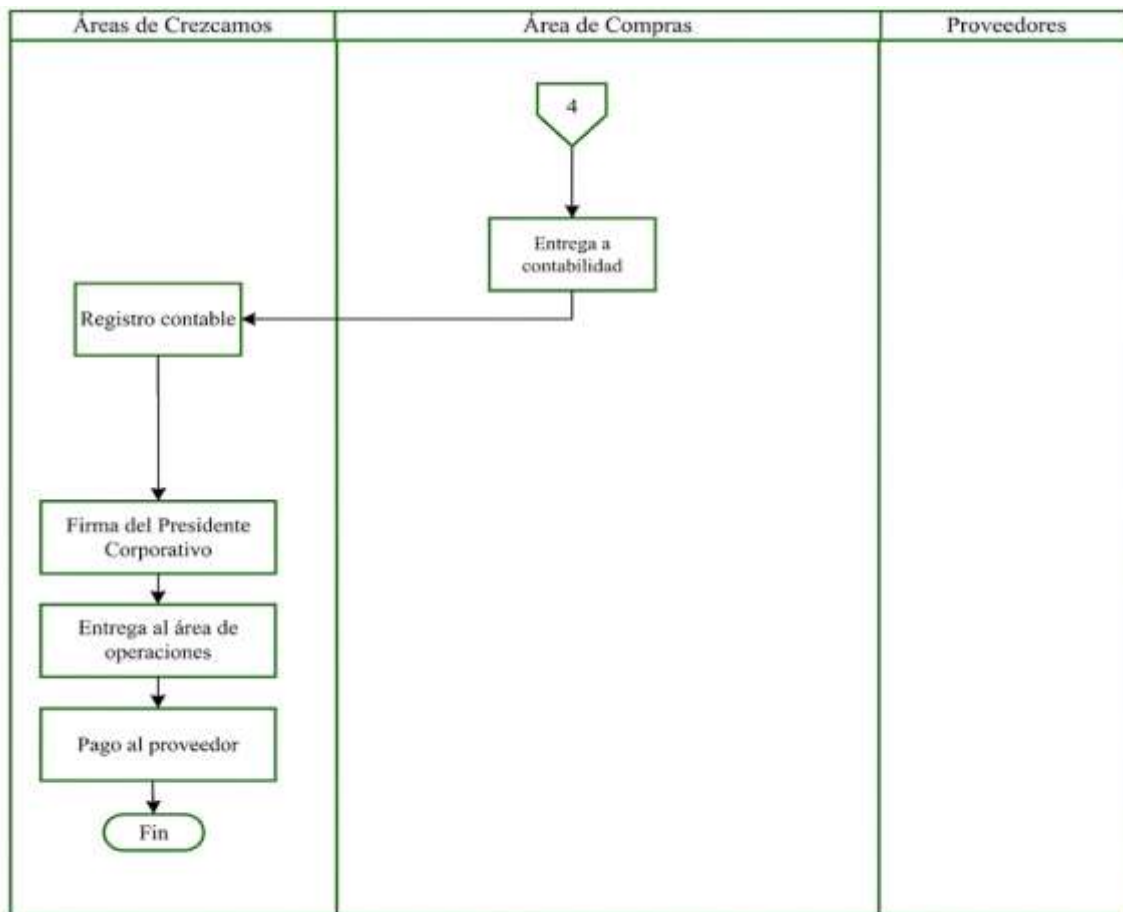 Áreas de Crezcamos
Área de Compras
Proveedores
4
Entrega a
contabilidad
Registro contable
Firma del Presidente
Corporativo
Entrega al área de
operaciones
Pago al proveedor
Fin